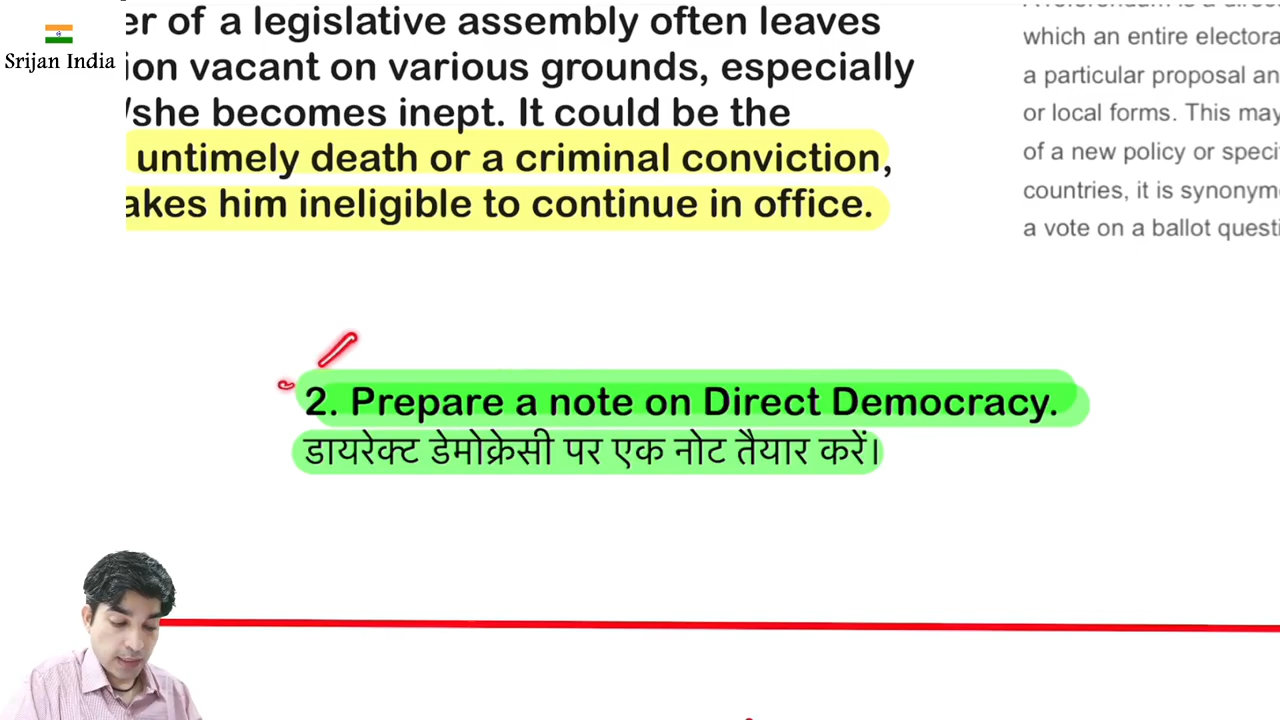 Srijan India
er of a legislative assembly often leaves
ion vacant on various grounds, especially
/she becomes inept. It could be the
untimely death or a criminal conviction,
akes him ineligible to continue in office.
which an entire electora
a particular proposal an
or local forms. This may
of a new policy or speci
countries, it is synonym
a vote on a ballot questi
2. Prepare a note on Direct Democracy.
डायरेक्ट डेमोक्रेसी पर एक नोट तैयार करें।